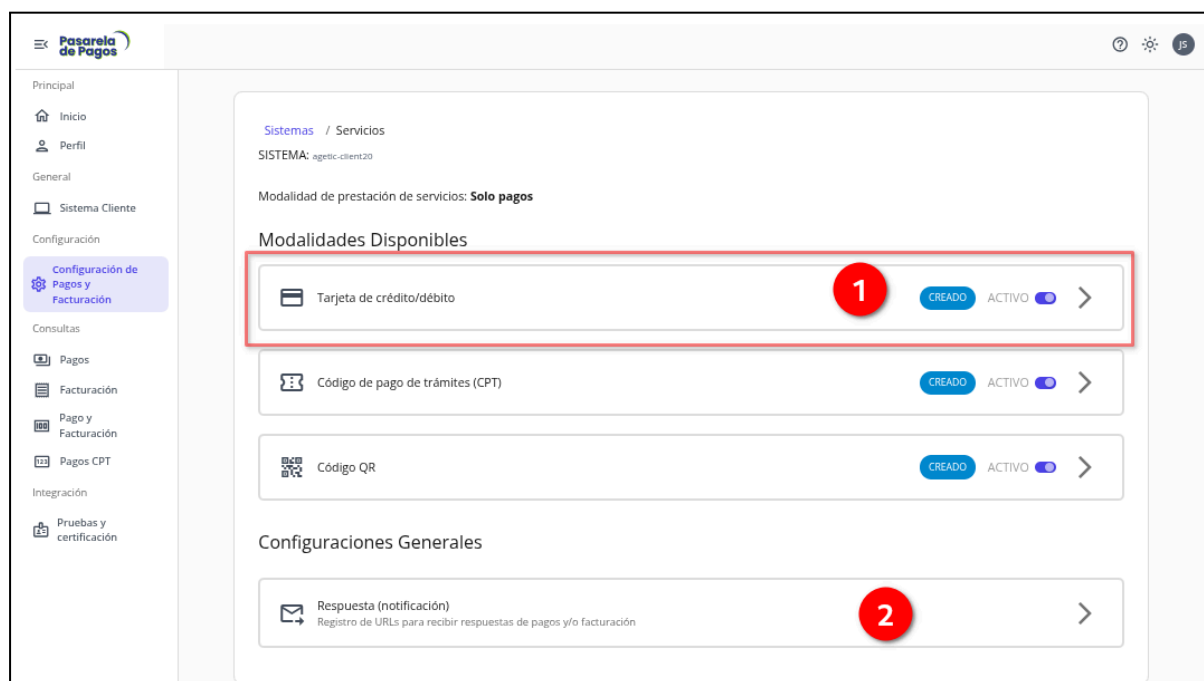 Pasarela
de Pagos
JS
Principal
Inicio
Perfil
General
Sistema Cliente
Configuración
Configuración de
Pagos y
Facturación
Consultas
Pagos
Facturación
Pago y
Facturación
Pagos CPT
Integración
Pruebas y
certificación
Sistemas / Servicios
SISTEMA: agetic-client20
Modalidad de prestación de servicios: Solo pagos
Modalidades Disponibles
Tarjeta de crédito/débito 1 CREADO ACTIVO
Código de pago de trámites (CPT) CREADO ACTIVO
Código QR CREADO ACTIVO
Configuraciones Generales
Respuesta (notificación)
Registro de URLs para recibir respuestas de pagos y/o facturación
2